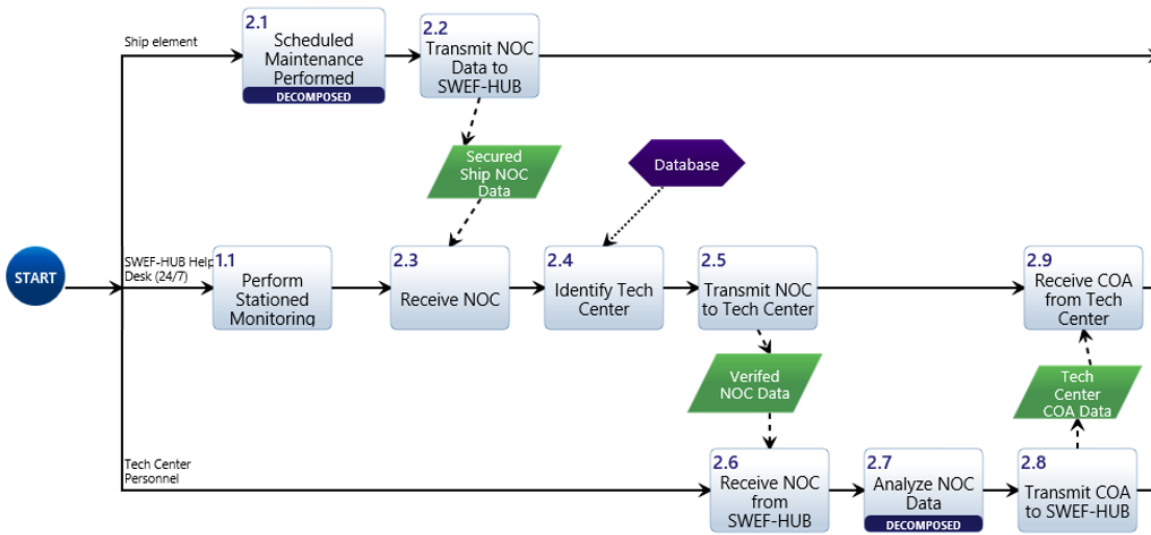 Ship element
2.1
Scheduled
Maintenance
Performed
DECOMPOSED
2.2
Transmit NOC
Data to
SWEF-HUB
Secured
Ship NOC
Data
Database
START
SWEF-HUB Help
Desk (24/7)
1.1
Perform
Stationed
Monitoring
2.3
Receive NOC
2.4
Identify Tech
Center
2.5
Transmit NOC
to Tech Center
2.9
Receive COA
from Tech
Center
Verifed
NOC Data
Tech
Center
COA Data
Tech Center
Personnel
2.6
Receive NOC
from
SWEF-HUB
2.7
Analyze NOC
Data
DECOMPOSED
2.8
Transmit COA
to SWEF-HUB